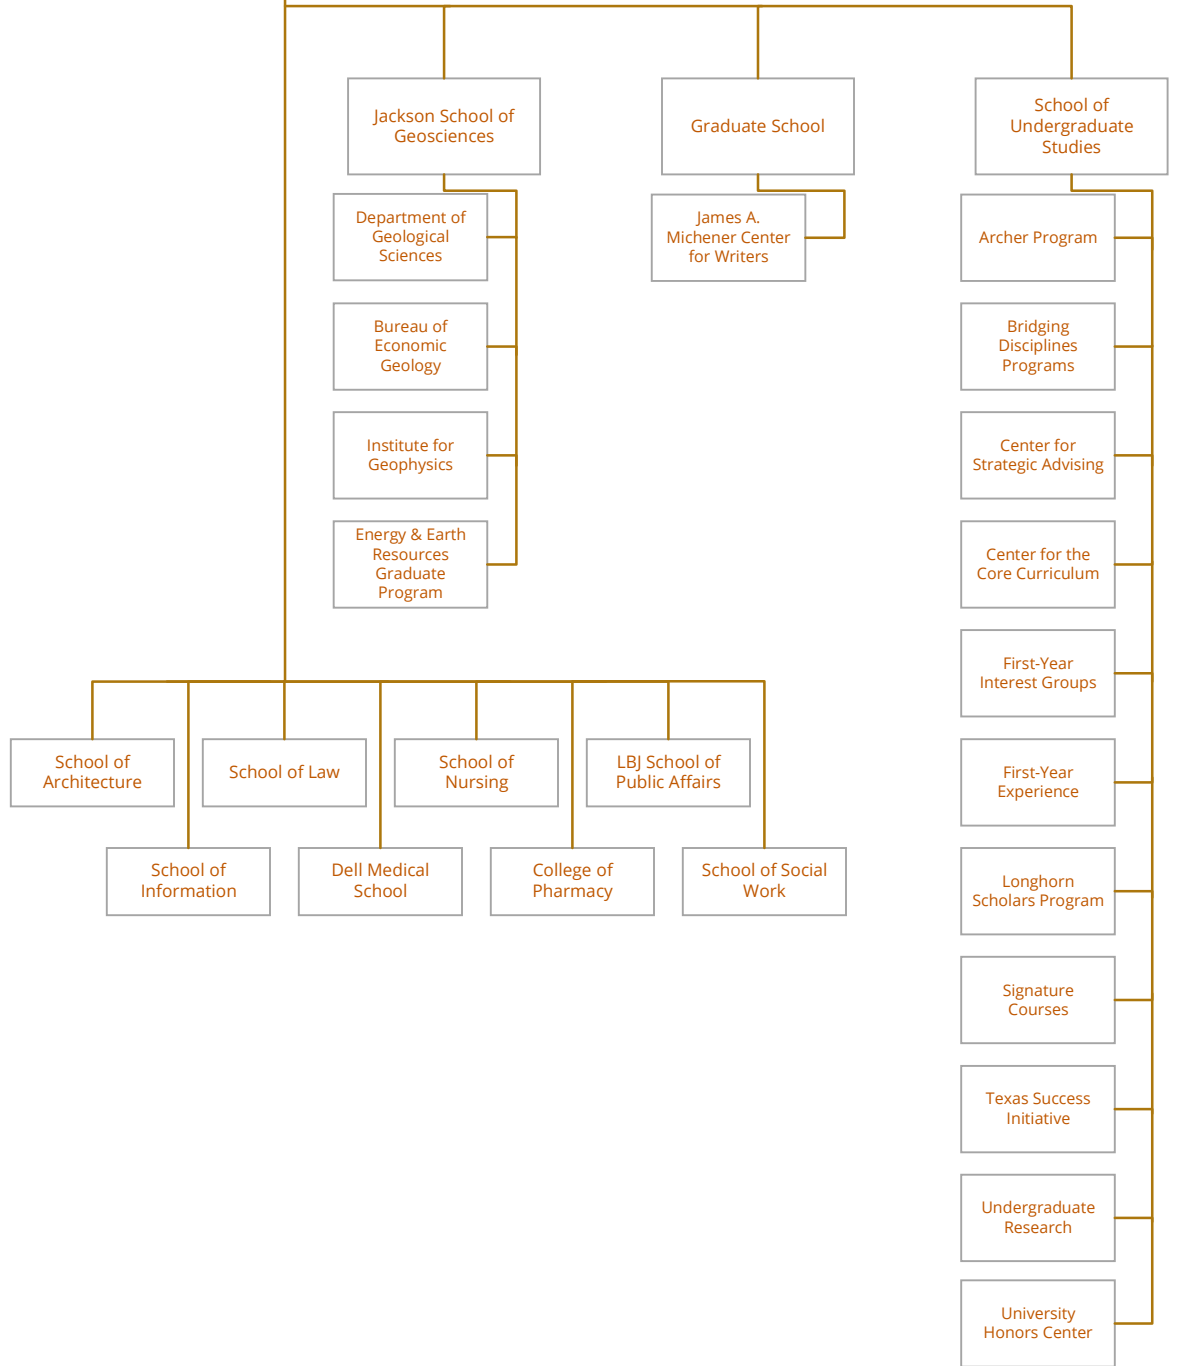 Jackson School of
Geosciences
Graduate School
School of
Undergraduate
Studies
Department of
Geological
Sciences
Bureau of
Economic
Geology
Institute for
Geophysics
Energy & Earth
Resources
Graduate
Program
James A.
Michener Center
for Writers
Archer Program
Bridging
Disciplines
Programs
Center for
Strategic Advising
Center for the
Core Curriculum
First-Year
Interest Groups
First-Year
Experience
Longhorn
Scholars Program
Signature
Courses
Texas Success
Initiative
Undergraduate
Research
University
Honors Center
School of
Architecture
School of Law
School of
Nursing
LBJ School of
Public Affairs
School of
Information
Dell Medical
School
College of
Pharmacy
School of Social
Work